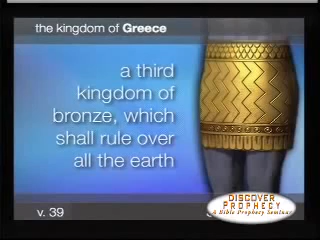 the kingdom of Greece
a third
kingdom of
bronze, which
shall rule over
all the earth
v. 39
DISCOVER
PROPHECY
A Bible Prophecy Seminar